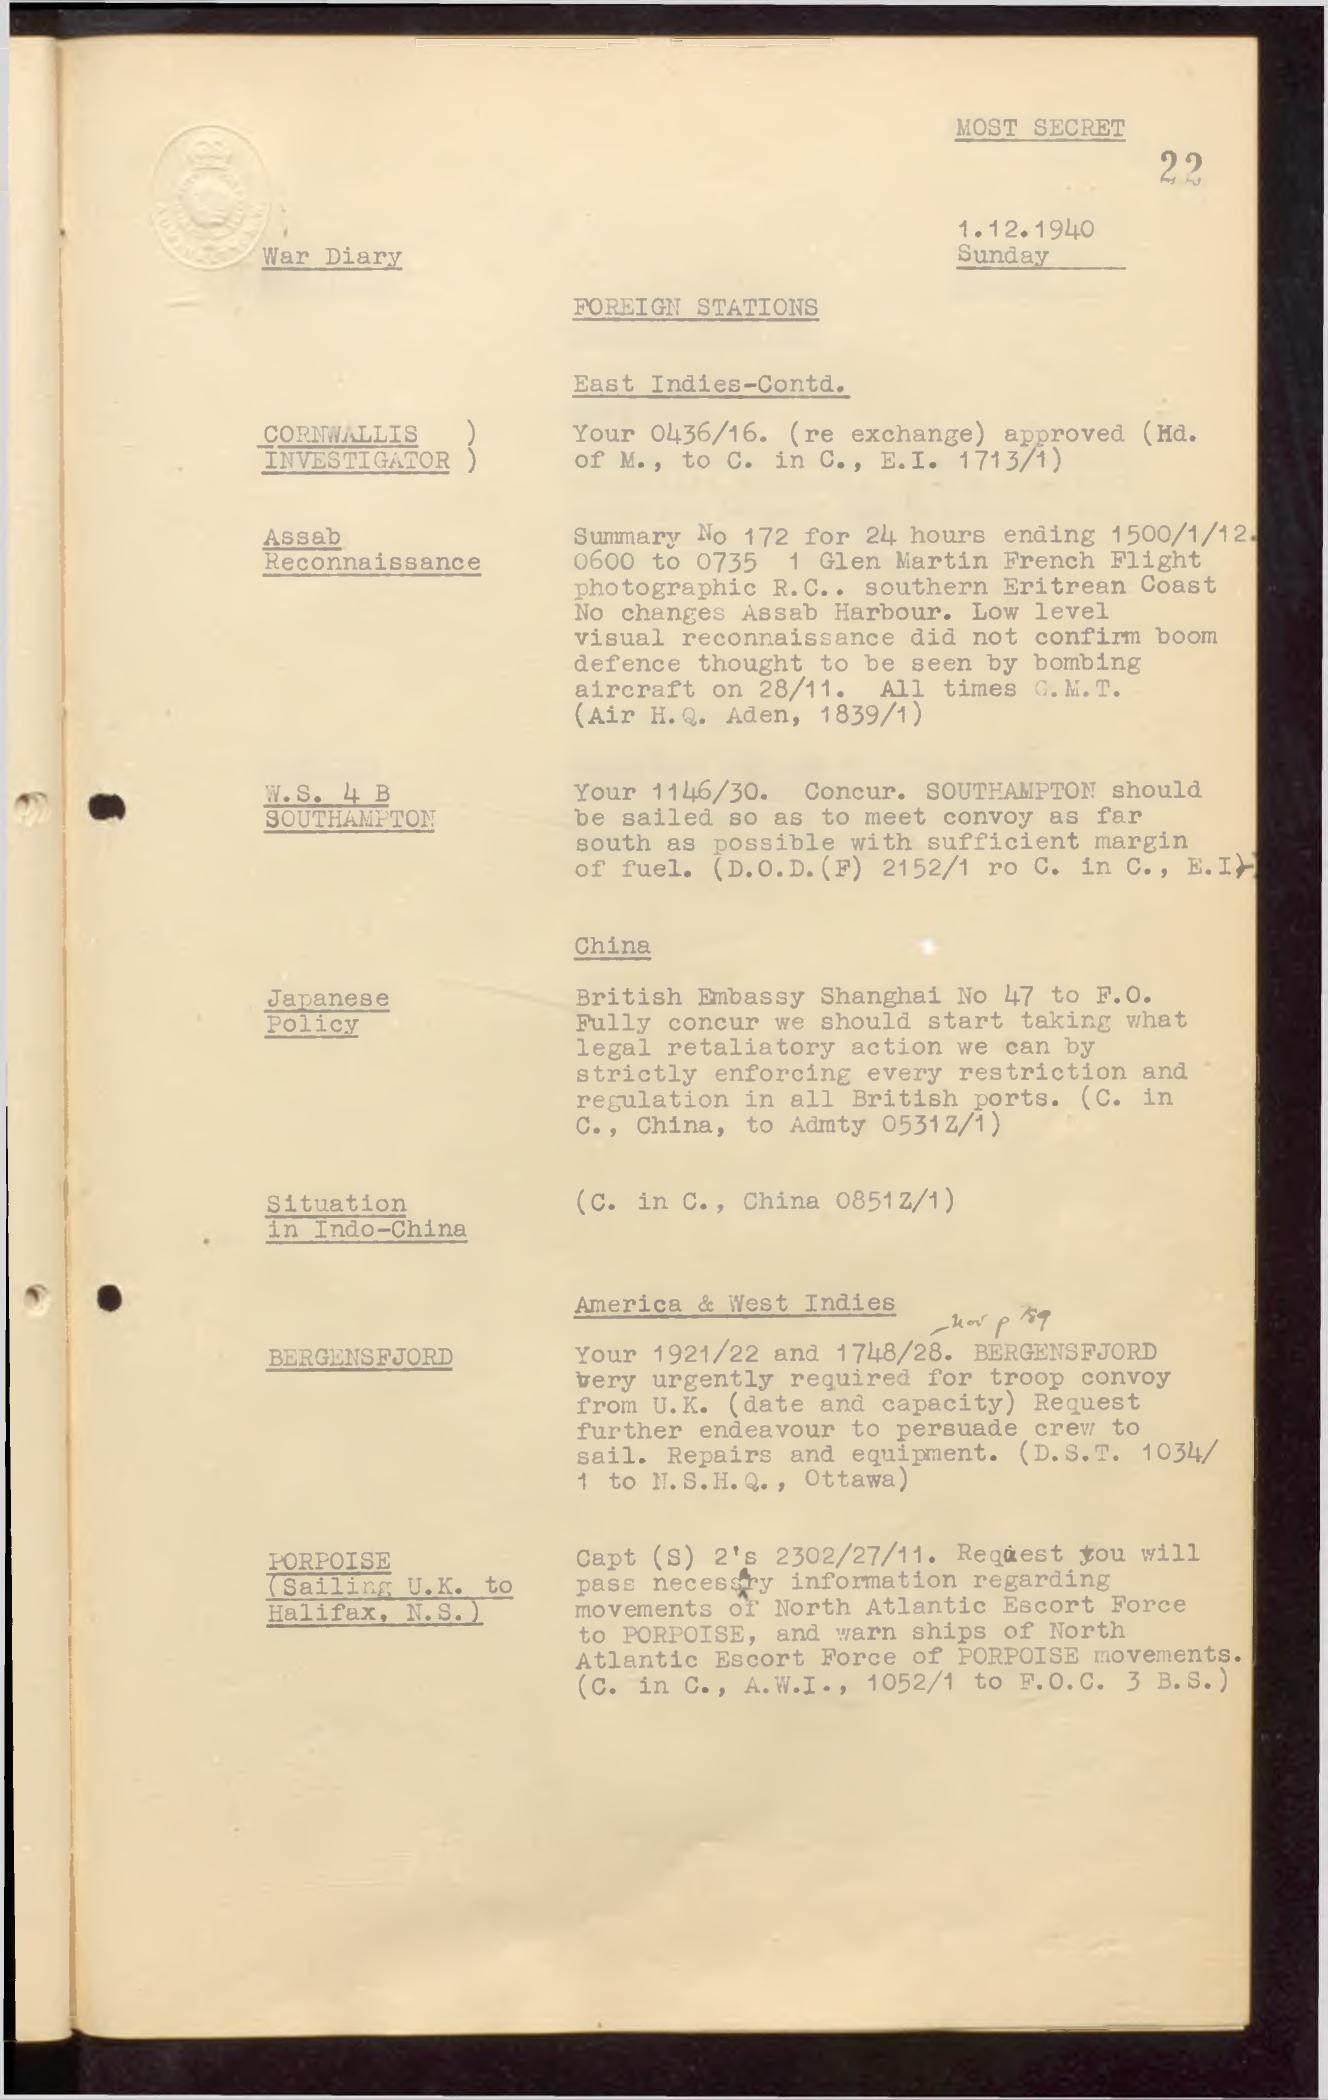 MOST SECRET
22
1.12.1940
War Diary
Sunday
FOREIGN STATIONS
East Indies-Contd.
CORNWALLIS )
INVESTIGATOR )
Your 0436/16. (re exchange) approved (Hd.
of M., to C. in C., E.I. 1713/1)
Assab
Reconnaissance
Summary No 172 for 24 hours ending 1500/1/12.
0600 to 0735 1 Glen Martin French Flight
photographic R.C.. southern Eritrean Coast
No changes Assab Harbour. Low level
visual reconnaissance did not confirm boom
defence thought to be seen by bombing
aircraft on 28/11. All times G.M.T.
(Air H.Q. Aden, 1839/1)
W.S. 4 B
SOUTHAMPTON
Your 1146/30. Concur. SOUTHAMPTON should
be sailed so as to meet convoy as far
south as possible with sufficient margin
of fuel. (D.O.D.(F) 2152/1 ro C. in C., E.I)
China
Japanese
Policy
British Embassy Shanghai No 47 to F.O.
Fully concur we should start taking what
legal retaliatory action we can by
strictly enforcing every restriction and
regulation in all British ports. (C. in
C., China, to Admty 0531Z/1)
Situation
in Indo-China
(C. in C., China 0851Z/1)
America & West Indies
Nov p 789
BERGENSFJORD
Your 1921/22 and 1748/28. BERGENSFJORD
very urgently required for troop convoy
from U.K. (date and capacity) Request
further endeavour to persuade crew to
sail. Repairs and equipment. (D.S.T. 1034/
1 to N.S.H.Q., Ottawa)
PORPOISE
(Sailing U.K. to
Halifax, N.S.)
Capt (S) 2's 2302/27/11. Request you will
pass necessary information regarding
movements of North Atlantic Escort Force
to PORPOISE, and warn ships of North
Atlantic Escort Force of PORPOISE movements.
(C. in C., A.W.I., 1052/1 to F.O.C. 3 B.S.)